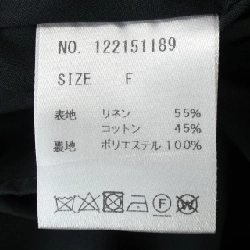 NO. 122151189
SIZE F
表地 リネン 55%
コットン 45%
裏地 ポリエステル 100%
F W